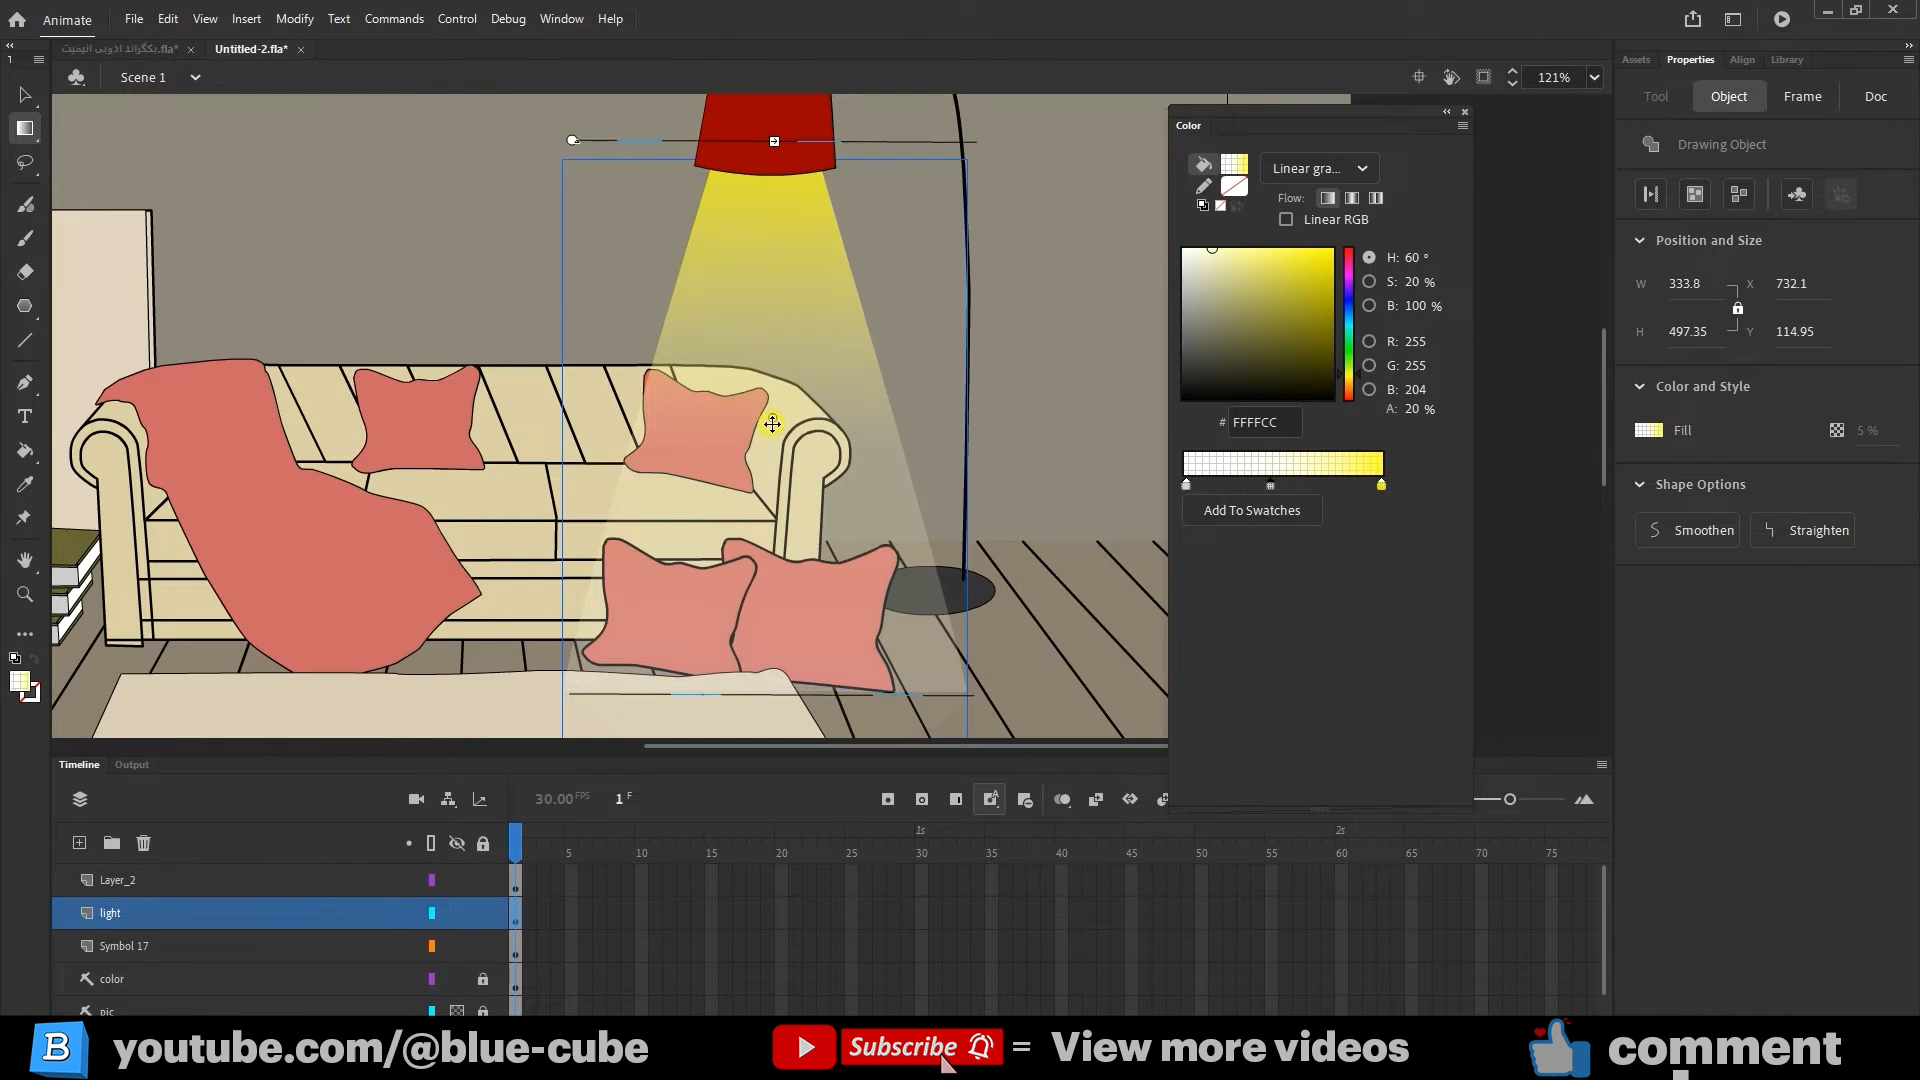 Animate File Edit View Insert Modify Text Commands Control Debug Window Help
بکگراند ادوبی انیمیت.fla* Untitled-2.fla*
Scene 1 121%
Assets Properties Align Library
Tool Object Frame Doc
Drawing Object
Position and Size
W 333.8 X 732.1
H 497.35 Y 114.95
Color and Style
Fill 5 %
Shape Options
Smoothen Straighten
Color
Linear gra...
Flow:
Linear RGB
H: 60 °
S: 20 %
B: 100 %
R: 255
G: 255
B: 204
A: 20 %
# FFFFCC
Add To Swatches
Timeline Output
30.00 FPS 1 F
1s 2s
5 10 15 20 25 30 35 40 45 50 55 60 65 70 75
Layer_2
light
Symbol 17
color
pic
youtube.com/@blue-cube Subscribe = View more videos comment